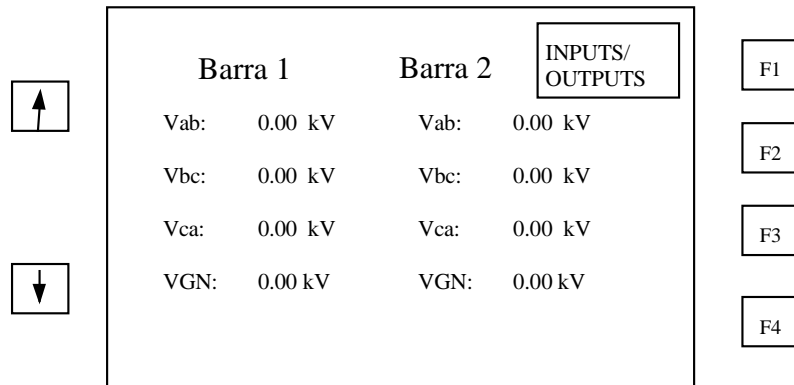 Barra 1 Barra 2 INPUTS/
OUTPUTS
F1
Vab: 0.00 kV Vab: 0.00 kV
F2
Vbc: 0.00 kV Vbc: 0.00 kV
Vca: 0.00 kV Vca: 0.00 kV
F3
VGN: 0.00 kV VGN: 0.00 kV
F4